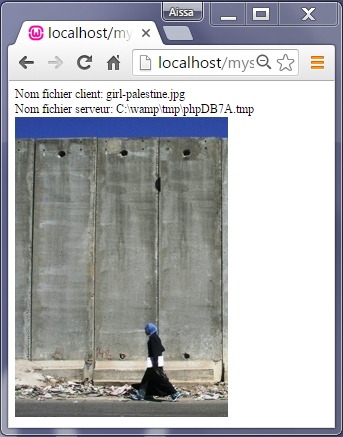 Aissa
localhost/my
localhost/mys
Nom fichier client: girl-palestine.jpg
Nom fichier serveur: C:\wamp\tmp\phpDB7A.tmp